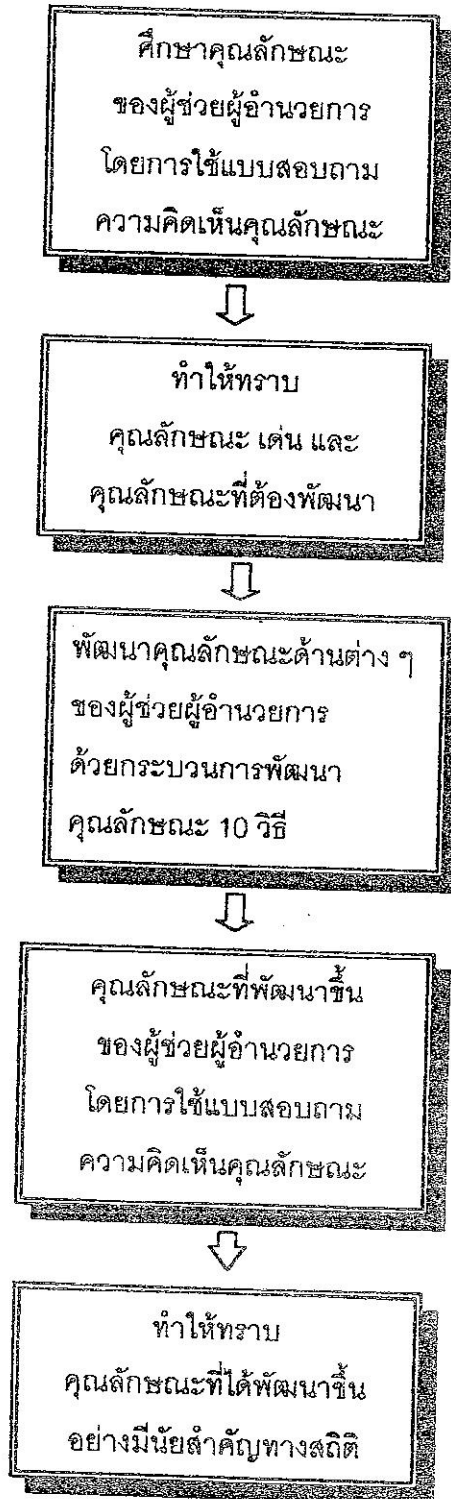 ศึกษาคุณลักษณะ
ของผู้ช่วยผู้อำนวยการ
โดยการใช้แบบสอบถาม
ความคิดเห็นคุณลักษณะ
ทำให้ทราบ
คุณลักษณะ เด่น และ
คุณลักษณะที่ต้องพัฒนา
พัฒนาคุณลักษณะด้านต่าง ๆ
ของผู้ช่วยผู้อำนวยการ
ด้วยกระบวนการพัฒนา
คุณลักษณะ 10 วิธี
คุณลักษณะที่พัฒนาขึ้น
ของผู้ช่วยผู้อำนวยการ
โดยการใช้แบบสอบถาม
ความคิดเห็นคุณลักษณะ
ทำให้ทราบ
คุณลักษณะที่ได้พัฒนาขึ้น
อย่างมีนัยสำคัญทางสถิติ